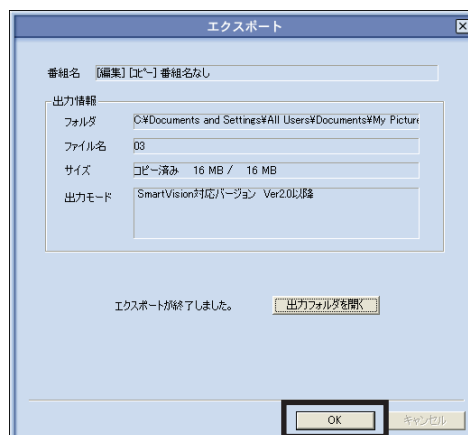 エクスポート
番組名 [編集] [コピー] 番組名なし
出力情報
フォルダ C:¥Documents and Settings¥All Users¥Documents¥My Picture
ファイル名 03
サイズ コピー済み 16 MB / 16 MB
出力モード SmartVision対応バージョン Ver2.0以降
エクスポートが終了しました。 出力フォルダを開く
OK キャンセル